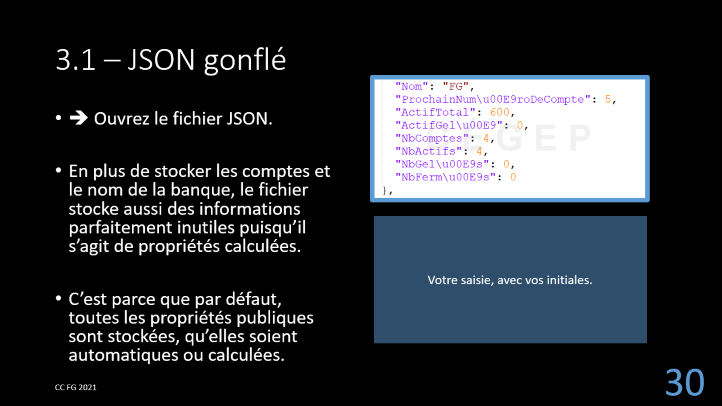 3.1 – JSON gonflé
• ➔ Ouvrez le fichier JSON.
• En plus de stocker les comptes et
le nom de la banque, le fichier
stocke aussi des informations
parfaitement inutiles puisqu’il
s’agit de propriétés calculées.
• C’est parce que par défaut,
toutes les propriétés publiques
sont stockées, qu’elles soient
automatiques ou calculées.
"Nom": "FG",
"ProchainNum\u00E9roDeCompte": 5,
"ActifTotal": 600,
"ActifGel\u00E9": 0,
"NbComptes": 4,
"NbActifs": 4,
"NbGel\u00E9s": 0,
"NbFerm\u00E9s": 0
},
Votre saisie, avec vos initiales.
CC FG 2021
30